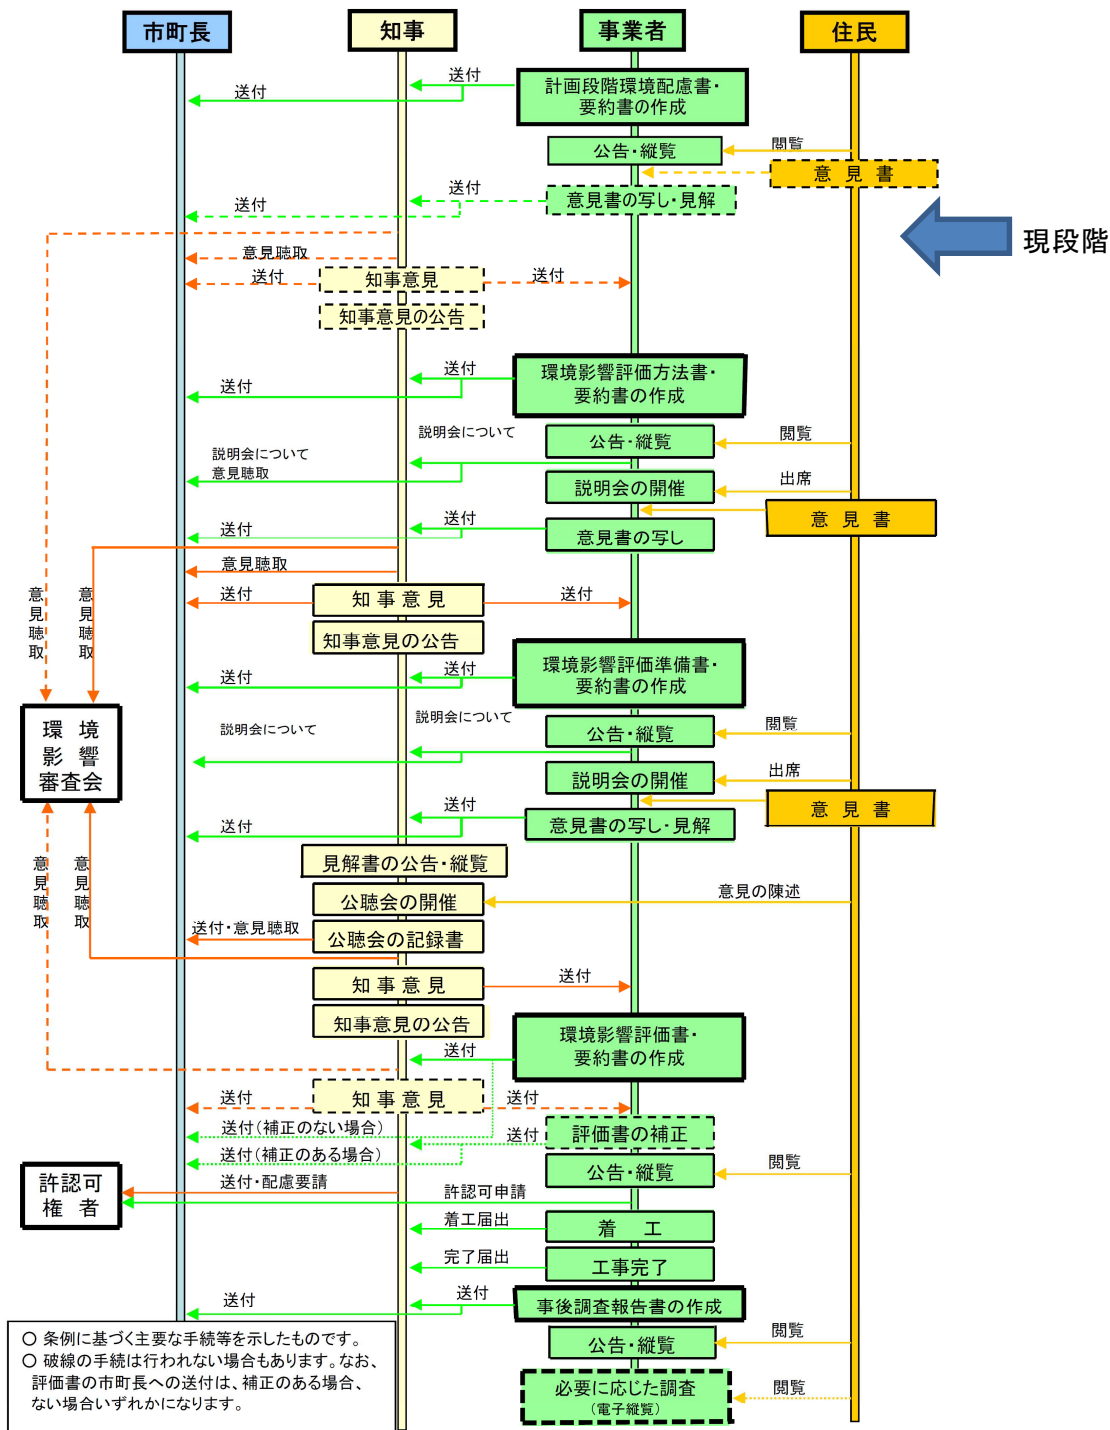 市町長
知事
事業者
住民
送付
送付
計画段階環境配慮書・
要約書の作成
公告・縦覧
閲覧
意見書
送付
送付
意見書の写し・見解
現段階
意見聴取
送付
知事意見
送付
知事意見の公告
送付
送付
環境影響評価方法書・
要約書の作成
説明会について
公告・縦覧
閲覧
説明会について
意見聴取
説明会の開催
出席
意見書
送付
送付
意見書の写し
意見聴取
意見聴取
意見聴取
送付
知事意見
送付
知事意見の公告
送付
送付
環境影響評価準備書・
要約書の作成
環境
影響
審査会
説明会について
説明会について
公告・縦覧
閲覧
説明会の開催
出席
意見書
送付
送付
意見書の写し・見解
意見聴取
意見聴取
見解書の公告・縦覧
公聴会の開催
意見の陳述
送付・意見聴取
公聴会の記録書
知事意見
送付
知事意見の公告
送付
環境影響評価書・
要約書の作成
送付
知事意見
送付
送付(補正のない場合)
送付
評価書の補正
送付(補正のある場合)
公告・縦覧
閲覧
許認可
権者
送付・配慮要請
許認可申請
着工届出
着工
完了届出
工事完了
送付
送付
事後調査報告書の作成
公告・縦覧
閲覧
必要に応じた調査
(電子縦覧)
閲覧
○ 条例に基づく主要な手続等を示したものです。
○ 破線の手続は行われない場合もあります。なお、
評価書の市町長への送付は、補正のある場合、
ない場合いずれかになります。